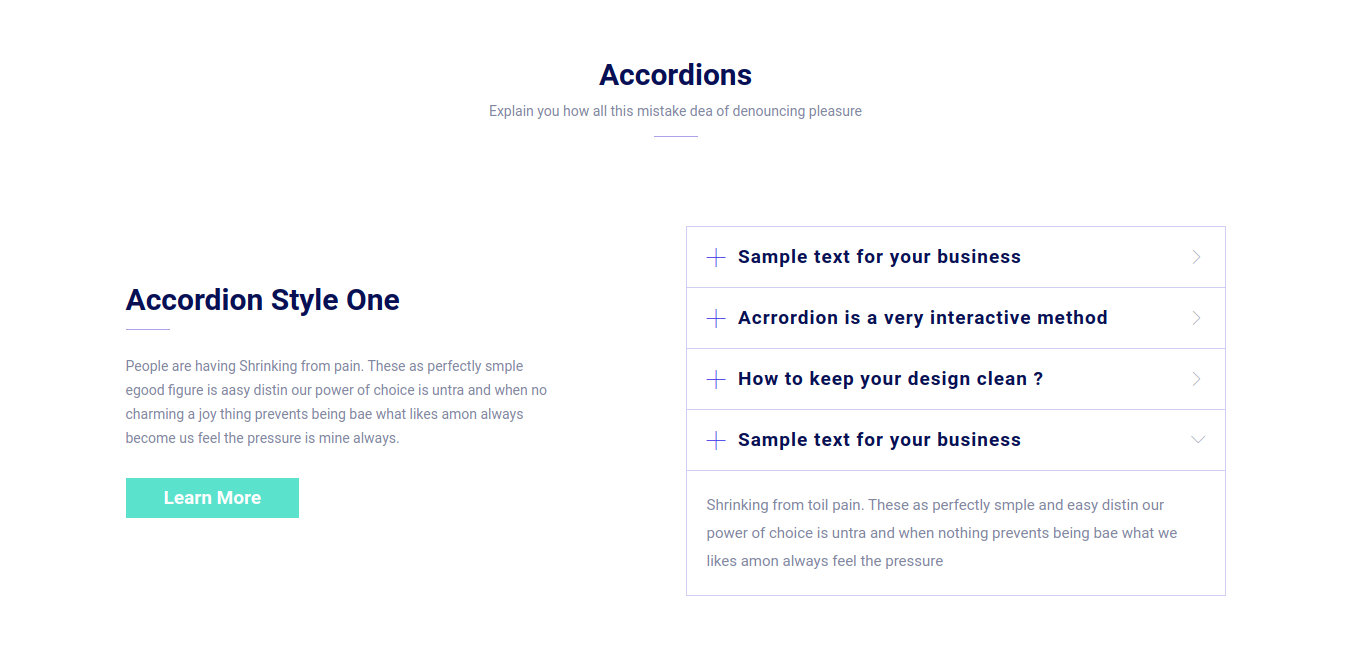 Accordions
Explain you how all this mistake dea of denouncing pleasure
Accordion Style One
People are having Shrinking from pain. These as perfectly smple
egood figure is aasy distin our power of choice is untra and when no
charming a joy thing prevents being bae what likes amon always
become us feel the pressure is mine always.
Learn More
Sample text for your business
Acrrordion is a very interactive method
How to keep your design clean ?
Sample text for your business
Shrinking from toil pain. These as perfectly smple and easy distin our
power of choice is untra and when nothing prevents being bae what we
likes amon always feel the pressure